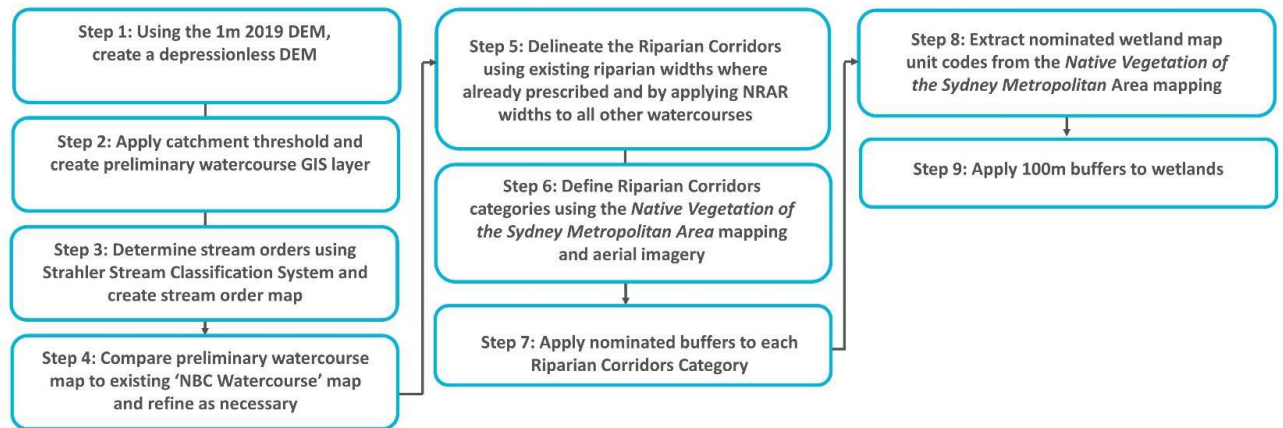 Step 1: Using the 1m 2019 DEM,
create a depressionless DEM
Step 2: Apply catchment threshold and
create preliminary watercourse GIS layer
Step 3: Determine stream orders using
Strahler Stream Classification System and
create stream order map
Step 4: Compare preliminary watercourse
map to existing ‘NBC Watercourse’ map
and refine as necessary
Step 5: Delineate the Riparian Corridors
using existing riparian widths where
already prescribed and by applying NRAR
widths to all other watercourses
Step 6: Define Riparian Corridors
categories using the Native Vegetation of
the Sydney Metropolitan Area mapping
and aerial imagery
Step 7: Apply nominated buffers to each
Riparian Corridors Category
Step 8: Extract nominated wetland map
unit codes from the Native Vegetation of
the Sydney Metropolitan Area mapping
Step 9: Apply 100m buffers to wetlands